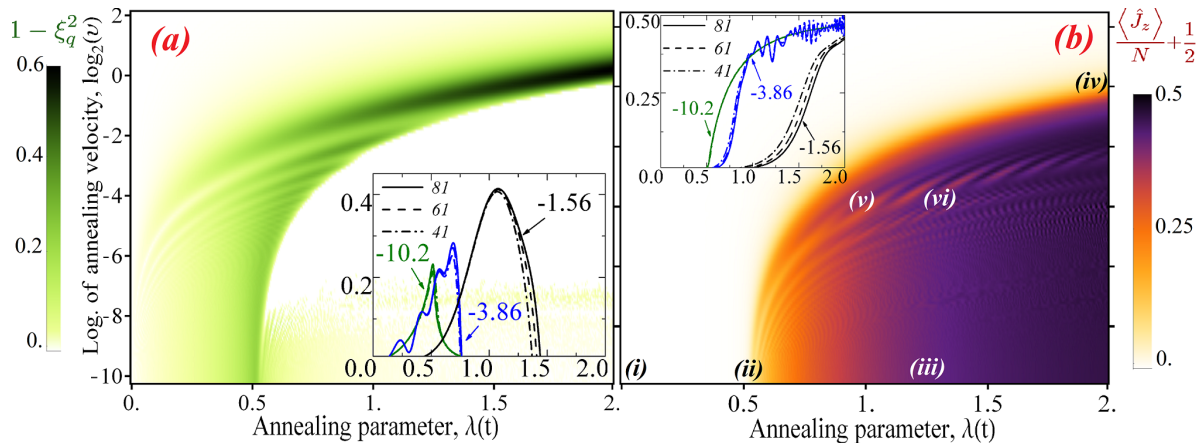 1 − ξ_q^2
0.6
0.4
0.2
0.
Log. of annealing velocity, log₂(υ)
2
0
-2
-4
-6
-8
-10
(a)
0.4
0.2
81
61
41
-1.56
-10.2
-3.86
0.0 0.5 1.0 1.5 2.0
0. 0.5 1. 1.5 2.
Annealing parameter, λ(t)
0.50
0.25
81
61
41
-10.2
-3.86
-1.56
0.0 0.5 1.0 1.5 2.0
(b)
(iv)
(v)
(vi)
(i)
(ii)
(iii)
0.5 1. 1.5 2.
Annealing parameter, λ(t)
⟨Ĵ_z⟩/N + 1/2
0.5
0.4
0.2
0.